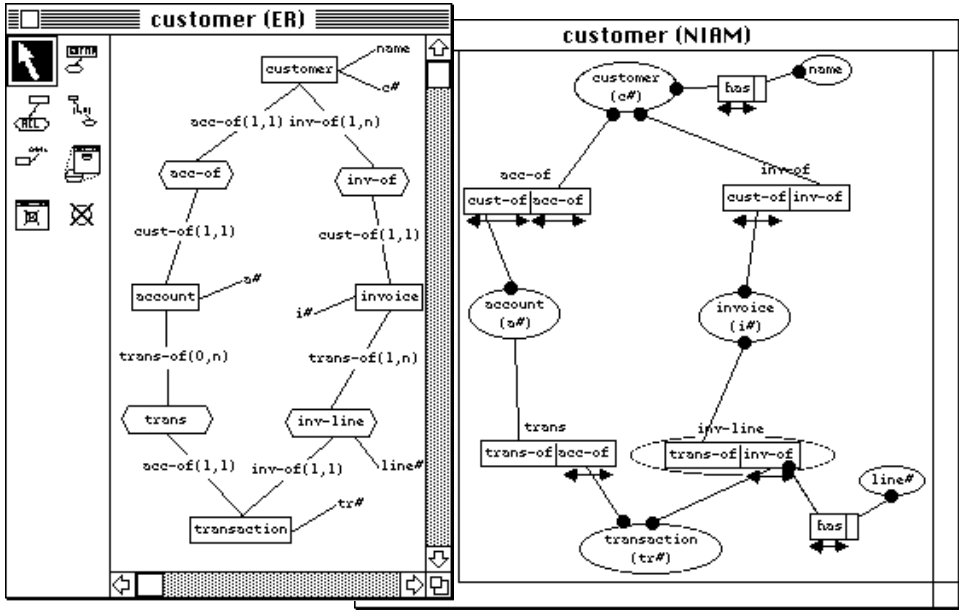 customer (ER)
name
customer
c#
acc-of(1,1) inv-of(1,n)
acc-of
inv-of
cust-of(1,1)
cust-of(1,1)
a#
account
invoice
i#
trans-of(0,n)
trans-of(1,n)
trans
inv-line
acc-of(1,1)
inv-of(1,1)
line#
tr#
transaction
customer (NIAM)
customer
(c#)
has
name
acc-of
inv-of
cust-of acc-of
cust-of inv-of
account
(a#)
invoice
(i#)
trans
inv-line
trans-of acc-of
trans-of inv-of
line#
has
transaction
(tr#)